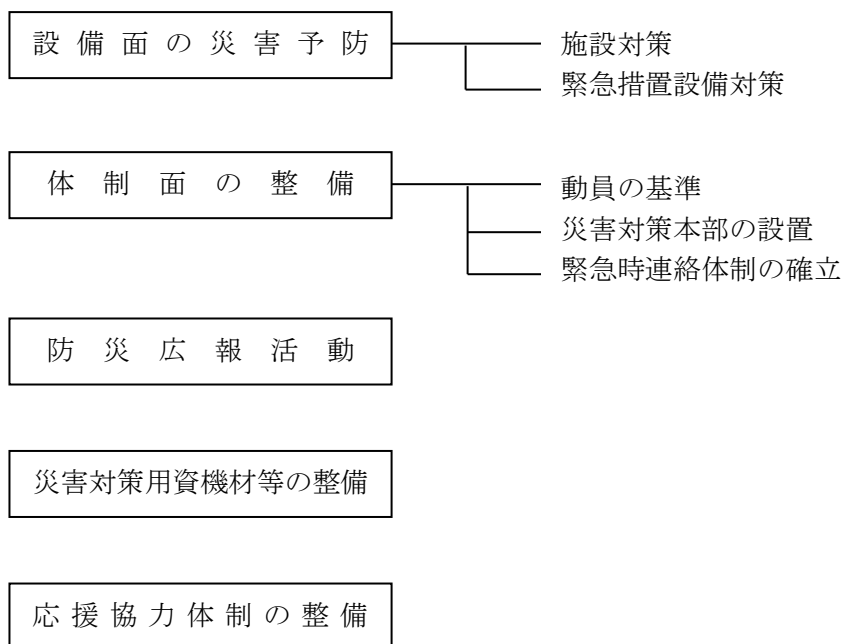 設備面の災害予防
施設対策
緊急措置設備対策
体制面の整備
動員の基準
災害対策本部の設置
緊急時連絡体制の確立
防災広報活動
災害対策用資機材等の整備
応援協力体制の整備